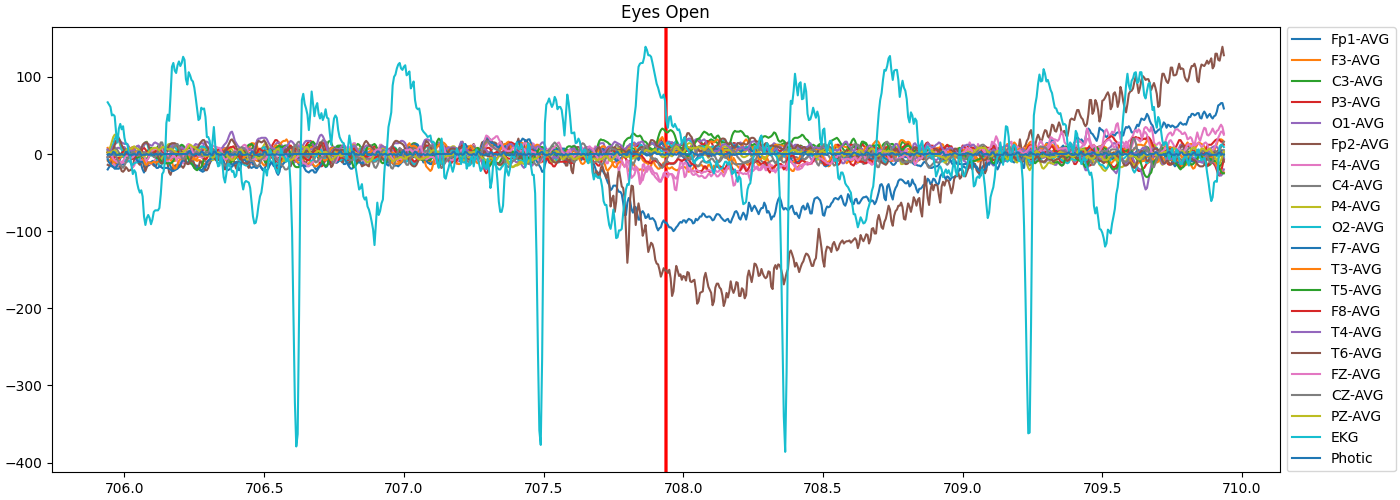 Eyes Open
100
0
−100
−200
−300
−400
706.0 706.5 707.0 707.5 708.0 708.5 709.0 709.5 710.0
Fp1-AVG
F3-AVG
C3-AVG
P3-AVG
O1-AVG
Fp2-AVG
F4-AVG
C4-AVG
P4-AVG
O2-AVG
F7-AVG
T3-AVG
T5-AVG
F8-AVG
T4-AVG
T6-AVG
FZ-AVG
CZ-AVG
PZ-AVG
EKG
Photic